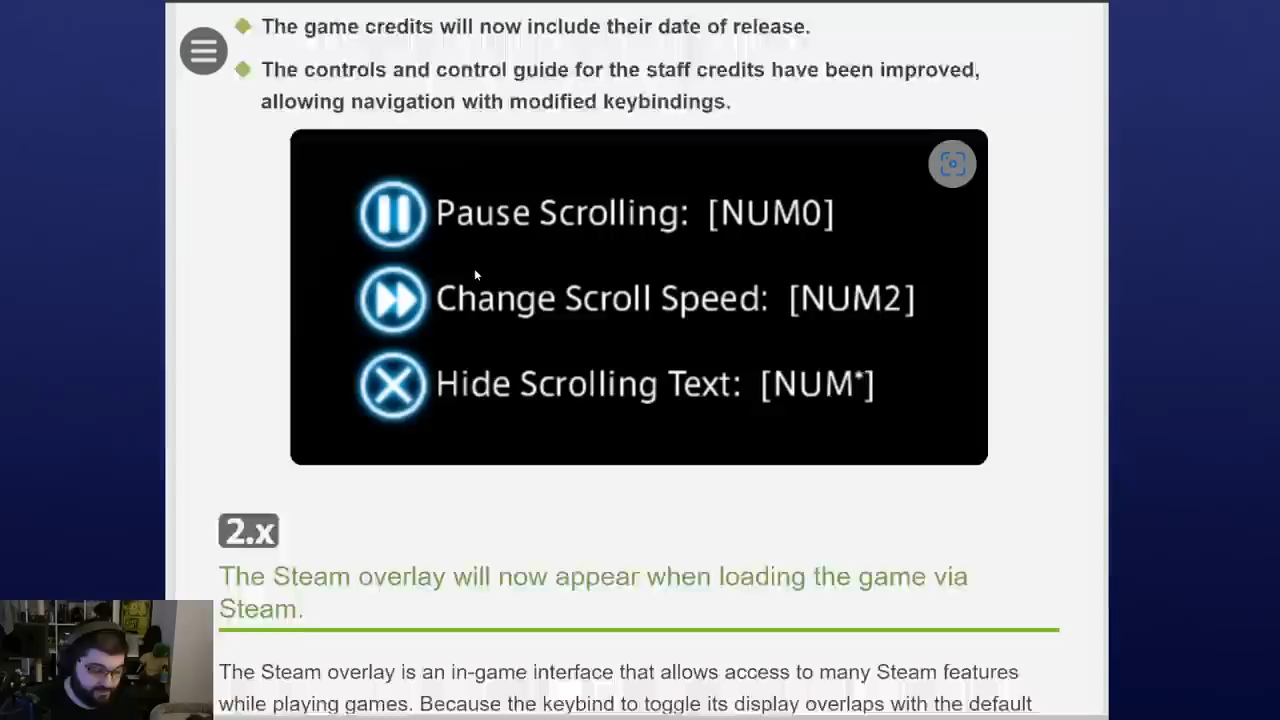 The game credits will now include their date of release.
The controls and control guide for the staff credits have been improved,
allowing navigation with modified keybindings.
Pause Scrolling: [NUM0]
Change Scroll Speed: [NUM2]
Hide Scrolling Text: [NUM*]
2.x
The Steam overlay will now appear when loading the game via
Steam.
The Steam overlay is an in-game interface that allows access to many Steam features
while playing games. Because the keybind to toggle its display overlaps with the default